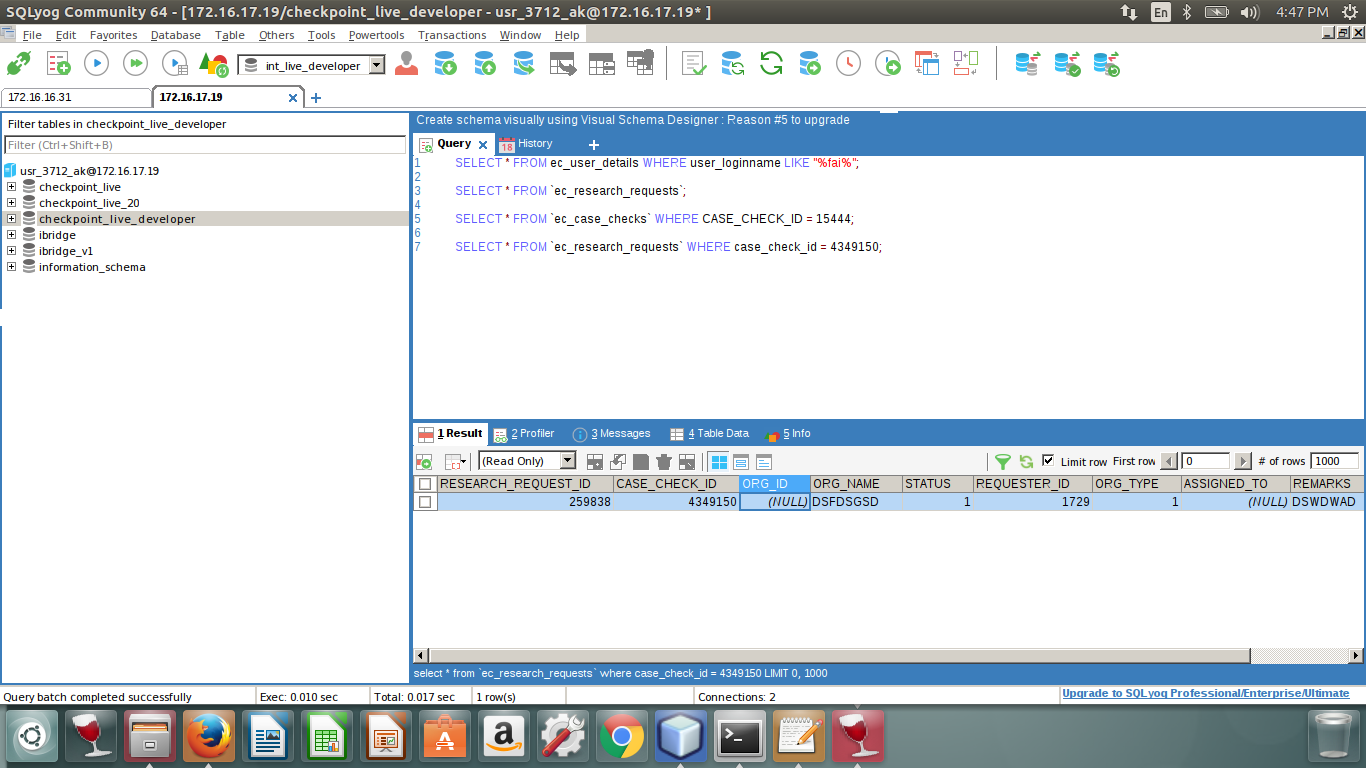 SQLyog Community 64 - [172.16.17.19/checkpoint_live_developer - usr_3712_ak@172.16.17.19* ]
En
4:47 PM
File Edit Favorites Database Table Others Tools Powertools Transactions Window Help
int_live_developer
172.16.16.31
172.16.17.19
Filter tables in checkpoint_live_developer
Filter (Ctrl+Shift+B)
usr_3712_ak@172.16.17.19
checkpoint_live
checkpoint_live_20
checkpoint_live_developer
ibridge
ibridge_v1
information_schema
Create schema visually using Visual Schema Designer : Reason #5 to upgrade
Query
18
History
1 SELECT * FROM ec_user_details WHERE user_loginname LIKE "%fai%";
2
3 SELECT * FROM `ec_research_requests`;
4
5 SELECT * FROM `ec_case_checks` WHERE CASE_CHECK_ID = 15444;
6
7 SELECT * FROM `ec_research_requests` WHERE case_check_id = 4349150;
1 Result 2 Profiler 3 Messages 4 Table Data 5 Info
(Read Only) Limit row First row 0 # of rows 1000
RESEARCH_REQUEST_ID CASE_CHECK_ID ORG_ID ORG_NAME STATUS REQUESTER_ID ORG_TYPE ASSIGNED_TO REMARKS
259838 4349150 (NULL) DSFDSGSD 1 1729 1 (NULL) DSWDWAD
select * from `ec_research_requests` where case_check_id = 4349150 LIMIT 0, 1000
Query batch completed successfully Exec: 0.010 sec Total: 0.017 sec 1 row(s) Connections: 2 Upgrade to SQLyog Professional/Enterprise/Ultimate